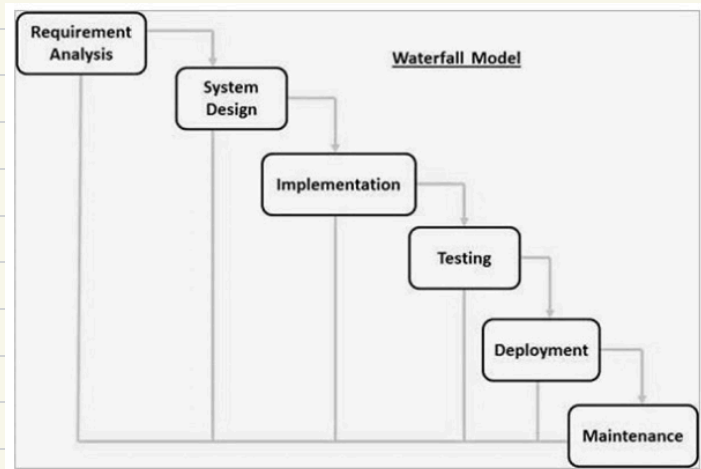 Requirement
Analysis
Waterfall Model
System
Design
Implementation
Testing
Deployment
Maintenance